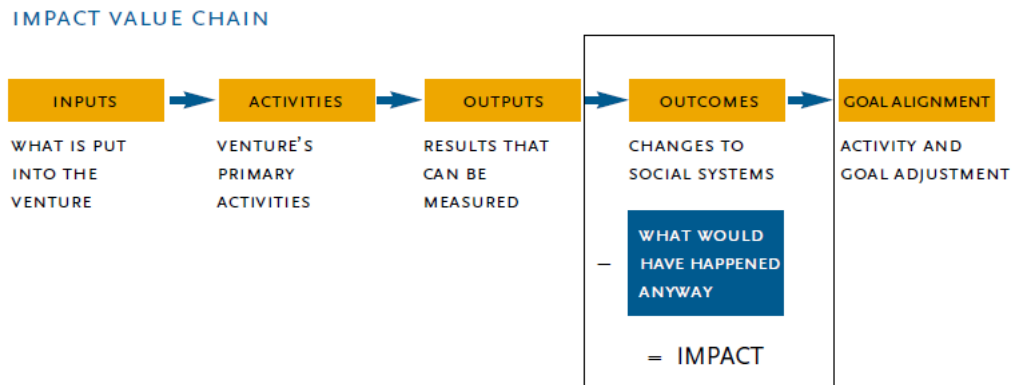 IMPACT VALUE CHAIN
INPUTS
ACTIVITIES
OUTPUTS
OUTCOMES
GOAL ALIGNMENT
WHAT IS PUT
INTO THE
VENTURE
VENTURE'S
PRIMARY
ACTIVITIES
RESULTS THAT
CAN BE
MEASURED
CHANGES TO
SOCIAL SYSTEMS
ACTIVITY AND
GOAL ADJUSTMENT
–
WHAT WOULD
HAVE HAPPENED
ANYWAY
= IMPACT